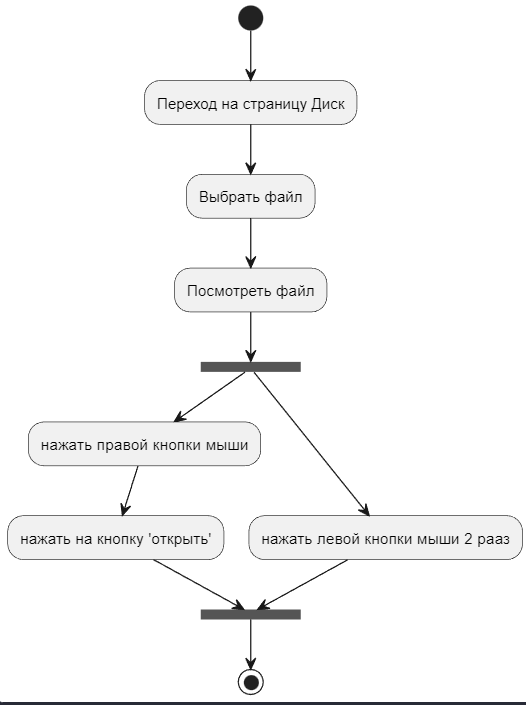 Переход на страницу Диск
Выбрать файл
Посмотреть файл
нажать правой кнопки мыши
нажать на кнопку 'открыть'
нажать левой кнопки мыши 2 рааз